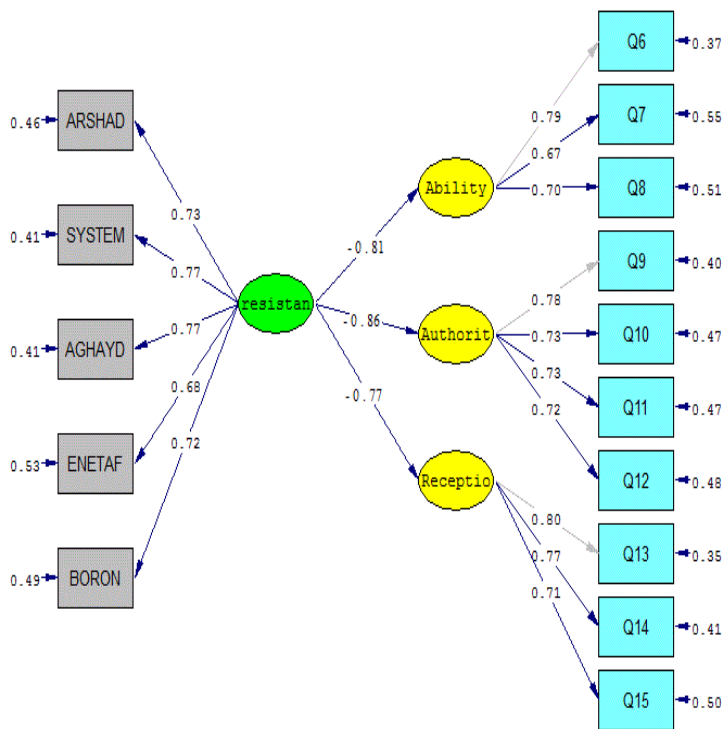 0.46
ARSHAD
0.41
SYSTEM
0.41
AGHAYD
0.53
ENETAF
0.49
BORON
0.73
0.77
0.77
0.68
0.72
resistan
-0.81
-0.86
-0.77
Ability
Authorit
Receptio
0.79
0.67
0.70
0.78
0.73
0.73
0.72
0.80
0.77
0.71
Q6
0.37
Q7
0.55
Q8
0.51
Q9
0.40
Q10
0.47
Q11
0.47
Q12
0.48
Q13
0.35
Q14
0.41
Q15
0.50